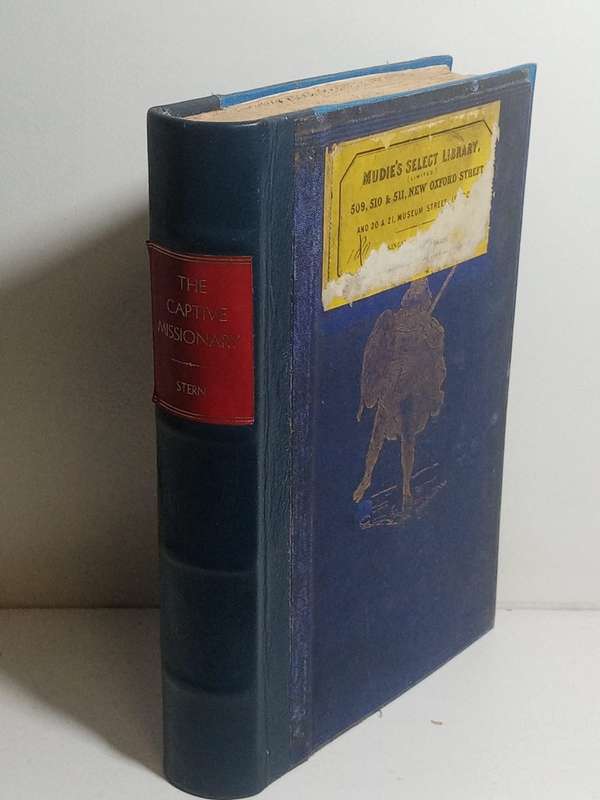 THE
CAPTIVE
MISSIONARY
STERN
MUDIE'S SELECT LIBRARY,
(LIMITED)
509, 510 & 511, NEW OXFORD STREET
AND 20 & 21, MUSEUM STREET,